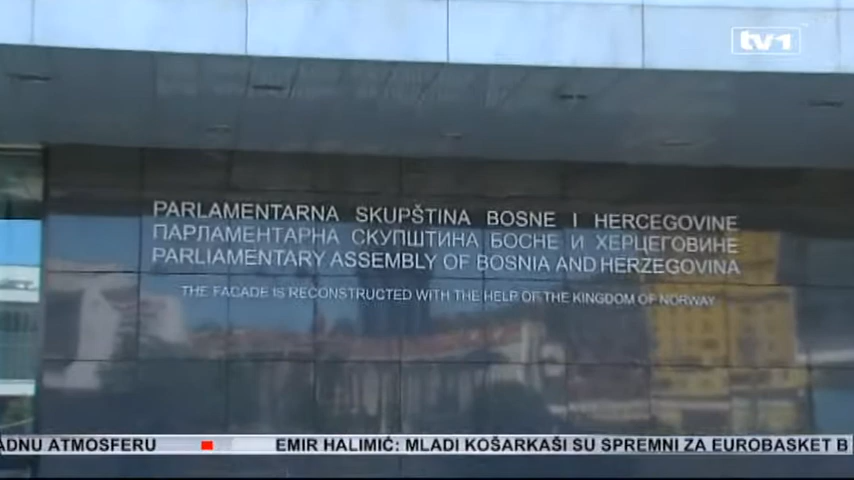 tv1
PARLAMENTARNA SKUPŠTINA BOSNE I HERCEGOVINE
ПАРЛАМЕНТАРНА СКУПШТИНА БОСНЕ И ХЕРЦЕГОВИНЕ
PARLIAMENTARY ASSEMBLY OF BOSNIA AND HERZEGOVINA
THE FACADE IS RECONSTRUCTED WITH THE HELP OF THE KINGDOM OF NORWAY
ADNU ATMOSFERU EMIR HALIMIĆ: MLADI KOŠARKAŠI SU SPREMNI ZA EUROBASKET B